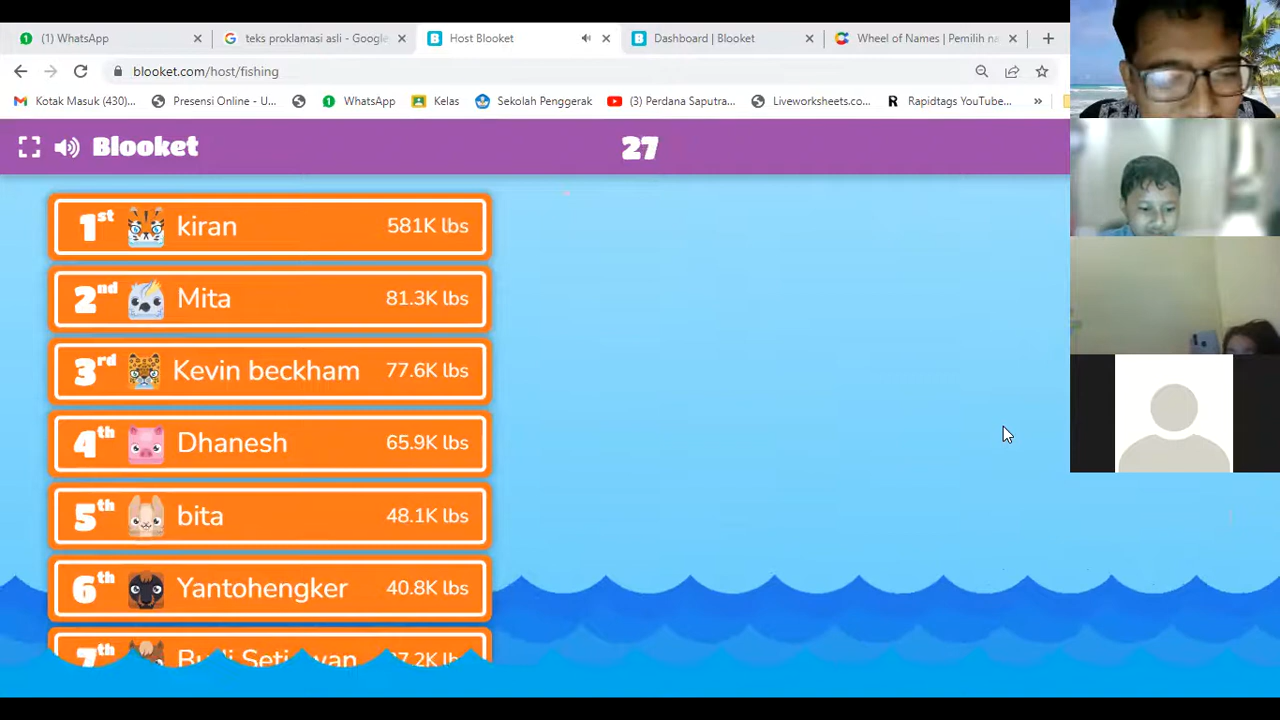 (1) WhatsApp
teks proklamasi asli - Google
Host Blooket
Dashboard | Blooket
Wheel of Names | Pemilih na
blooket.com/host/fishing
Kotak Masuk (430)...
Presensi Online - U...
WhatsApp
Kelas
Sekolah Penggerak
(3) Perdana Saputra...
Liveworksheets.co...
Rapidtags YouTube...
»
Blooket
27
1st kiran 581K lbs
2nd Mita 81.3K lbs
3rd Kevin beckham 77.6K lbs
4th Dhanesh 65.9K lbs
5th bita 48.1K lbs
6th Yantohengker 40.8K lbs
7th